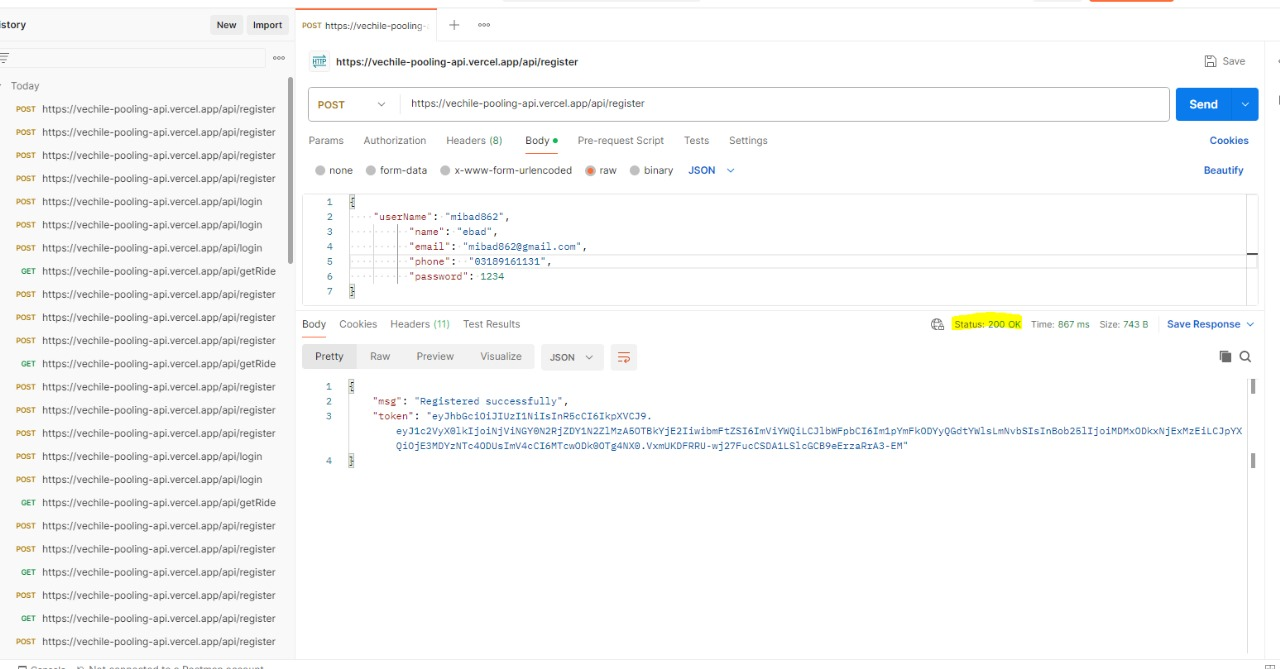 istory
New
Import
POST https://vechile-pooling-
https://vechile-pooling-api.vercel.app/api/register
Save
Today
POST https://vechile-pooling-api.vercel.app/api/register
POST https://vechile-pooling-api.vercel.app/api/register
POST https://vechile-pooling-api.vercel.app/api/register
POST https://vechile-pooling-api.vercel.app/api/register
POST https://vechile-pooling-api.vercel.app/api/login
POST https://vechile-pooling-api.vercel.app/api/login
POST https://vechile-pooling-api.vercel.app/api/login
GET https://vechile-pooling-api.vercel.app/api/getRide
POST https://vechile-pooling-api.vercel.app/api/register
POST https://vechile-pooling-api.vercel.app/api/register
POST https://vechile-pooling-api.vercel.app/api/register
GET https://vechile-pooling-api.vercel.app/api/getRide
POST https://vechile-pooling-api.vercel.app/api/register
POST https://vechile-pooling-api.vercel.app/api/register
POST https://vechile-pooling-api.vercel.app/api/register
POST https://vechile-pooling-api.vercel.app/api/login
POST https://vechile-pooling-api.vercel.app/api/login
GET https://vechile-pooling-api.vercel.app/api/getRide
POST https://vechile-pooling-api.vercel.app/api/register
POST https://vechile-pooling-api.vercel.app/api/register
GET https://vechile-pooling-api.vercel.app/api/register
POST https://vechile-pooling-api.vercel.app/api/register
GET https://vechile-pooling-api.vercel.app/api/register
POST https://vechile-pooling-api.vercel.app/api/register
POST https://vechile-pooling-api.vercel.app/api/register Send
Params Authorization Headers (8) Body Pre-request Script Tests Settings Cookies
none form-data x-www-form-urlencoded raw binary JSON Beautify
1 {
2 "userName": "mibad862",
3 "name": "ebad",
4 "email": "mibad862@gmail.com",
5 "phone": "03189161131",
6 "password": 1234
7 }
Body Cookies Headers (11) Test Results Status: 200 OK Time: 867 ms Size: 743 B Save Response
Pretty Raw Preview Visualize JSON
1 {
2 "msg": "Registered successfully",
3 "token": "eyJhbGciOiJIUzI1NiIsInR5cCI6IkpXVCJ9.
4 }
Console Not connected to a Postman account